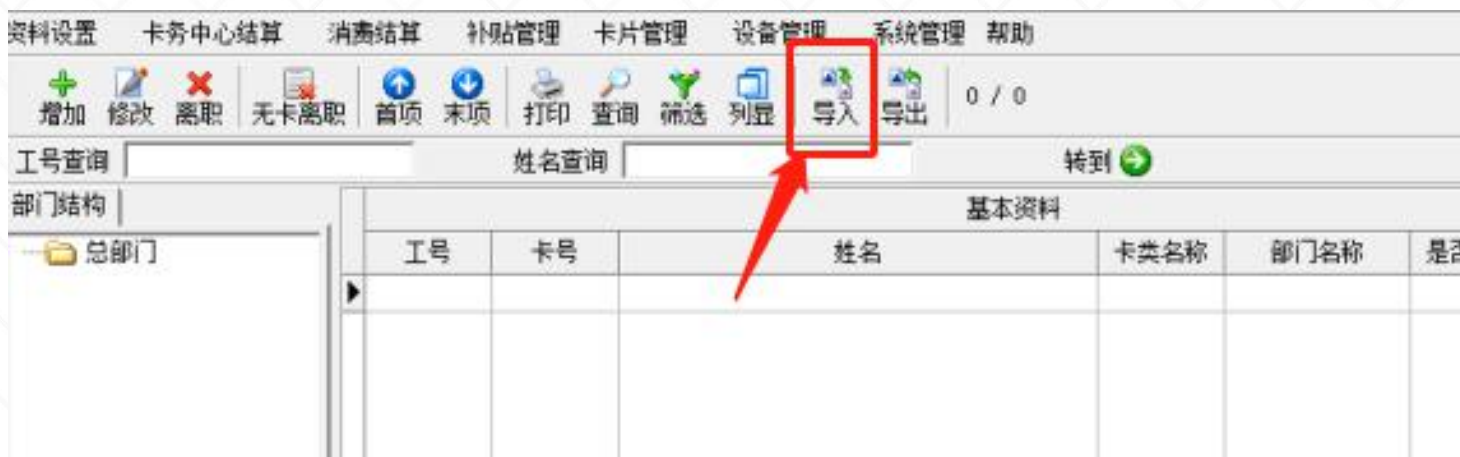 资料设置 卡务中心结算 消费结算 补贴管理 卡片管理 设备管理 系统管理 帮助
增加 修改 离职 无卡离职 首项 末项 打印 查询 筛选 列显 导入 导出 0 / 0
工号查询 姓名查询 转到
部门结构 基本资料
总部门 工号 卡号 姓名 卡类名称 部门名称 是否